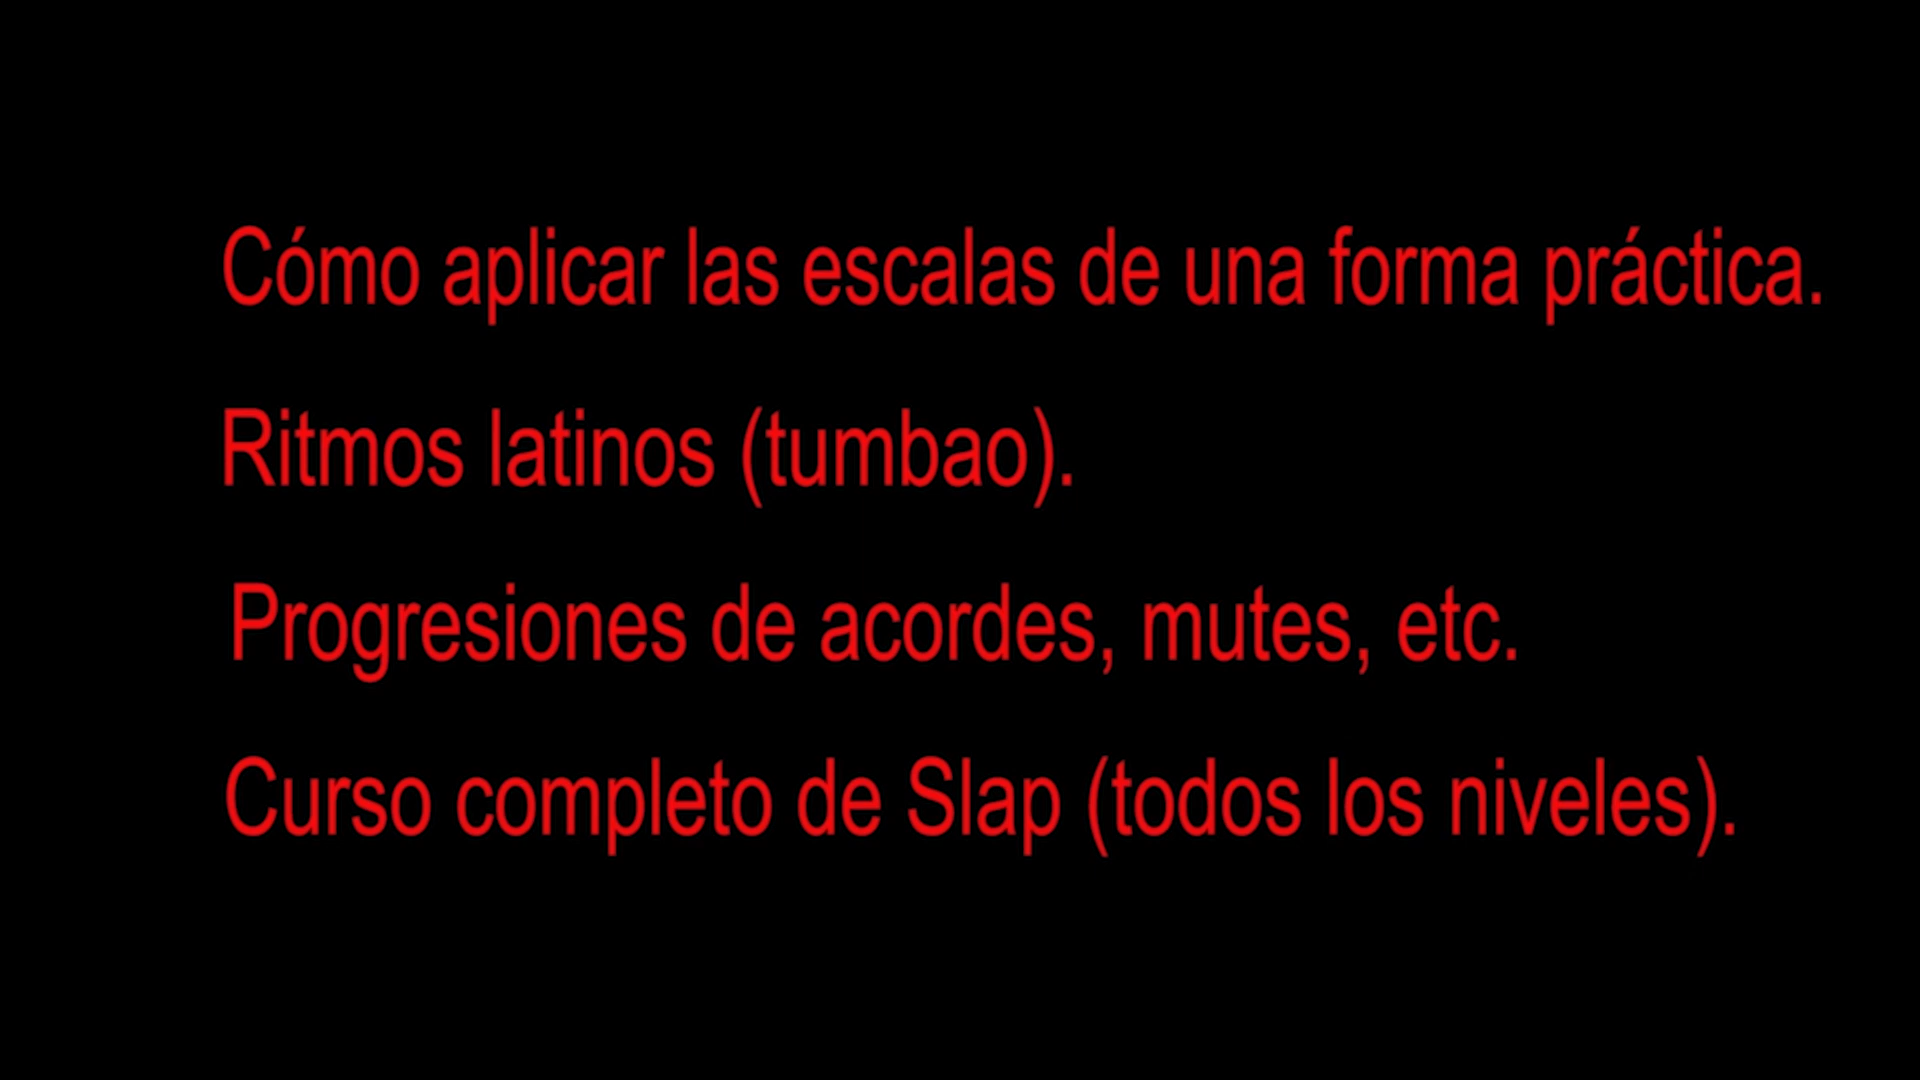 Cómo aplicar las escalas de una forma práctica.
Ritmos latinos (tumbao).
Progresiones de acordes, mutes, etc.
Curso completo de Slap (todos los niveles).